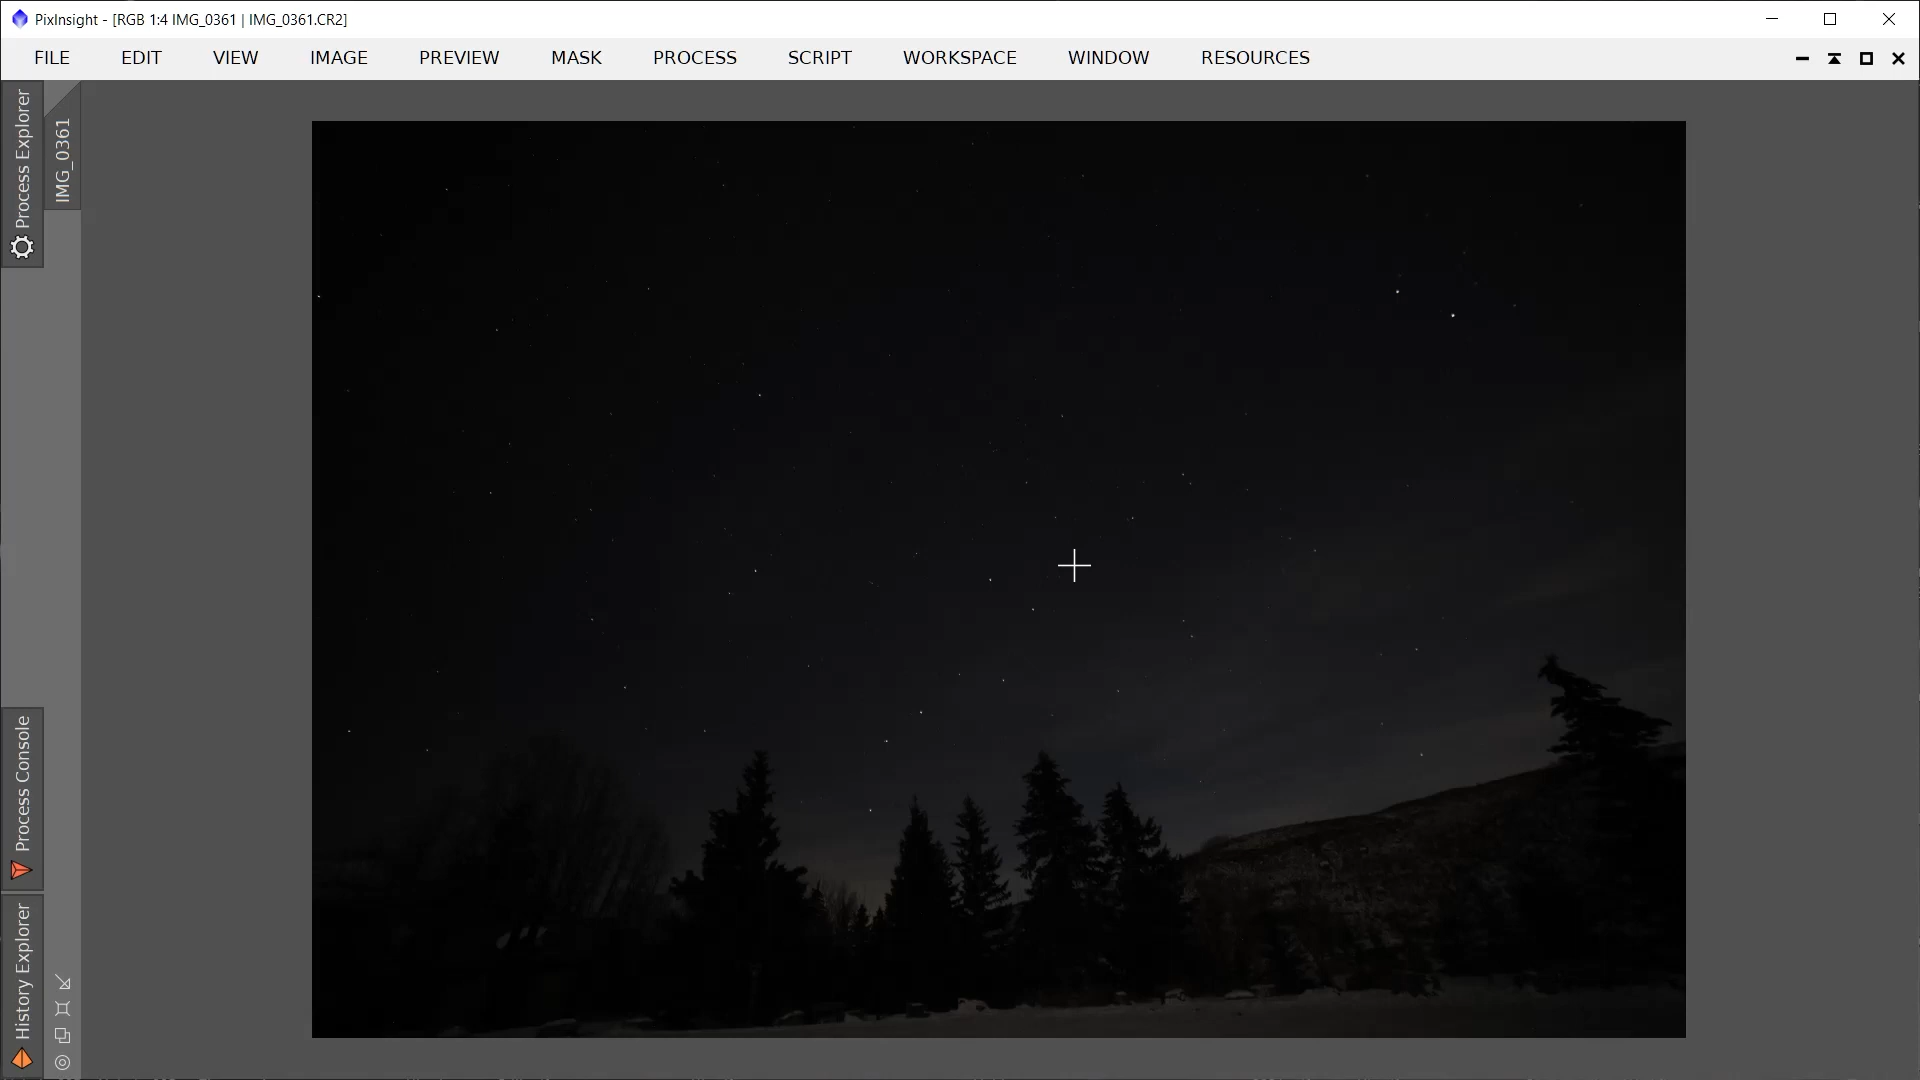 PixInsight - [RGB 1:4 IMG_0361 | IMG_0361.CR2]
FILE EDIT VIEW IMAGE PREVIEW MASK PROCESS SCRIPT WORKSPACE WINDOW RESOURCES
Process Explorer
IMG_0361
Process Console
History Explorer